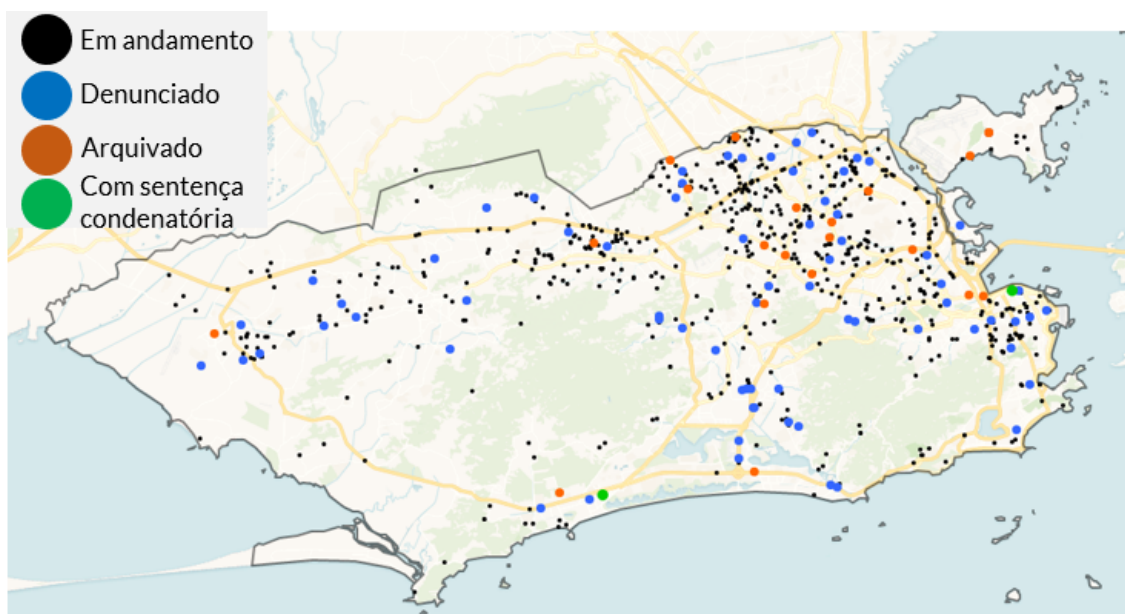 Em andamento
Denunciado
Arquivado
Com sentença
condenatória